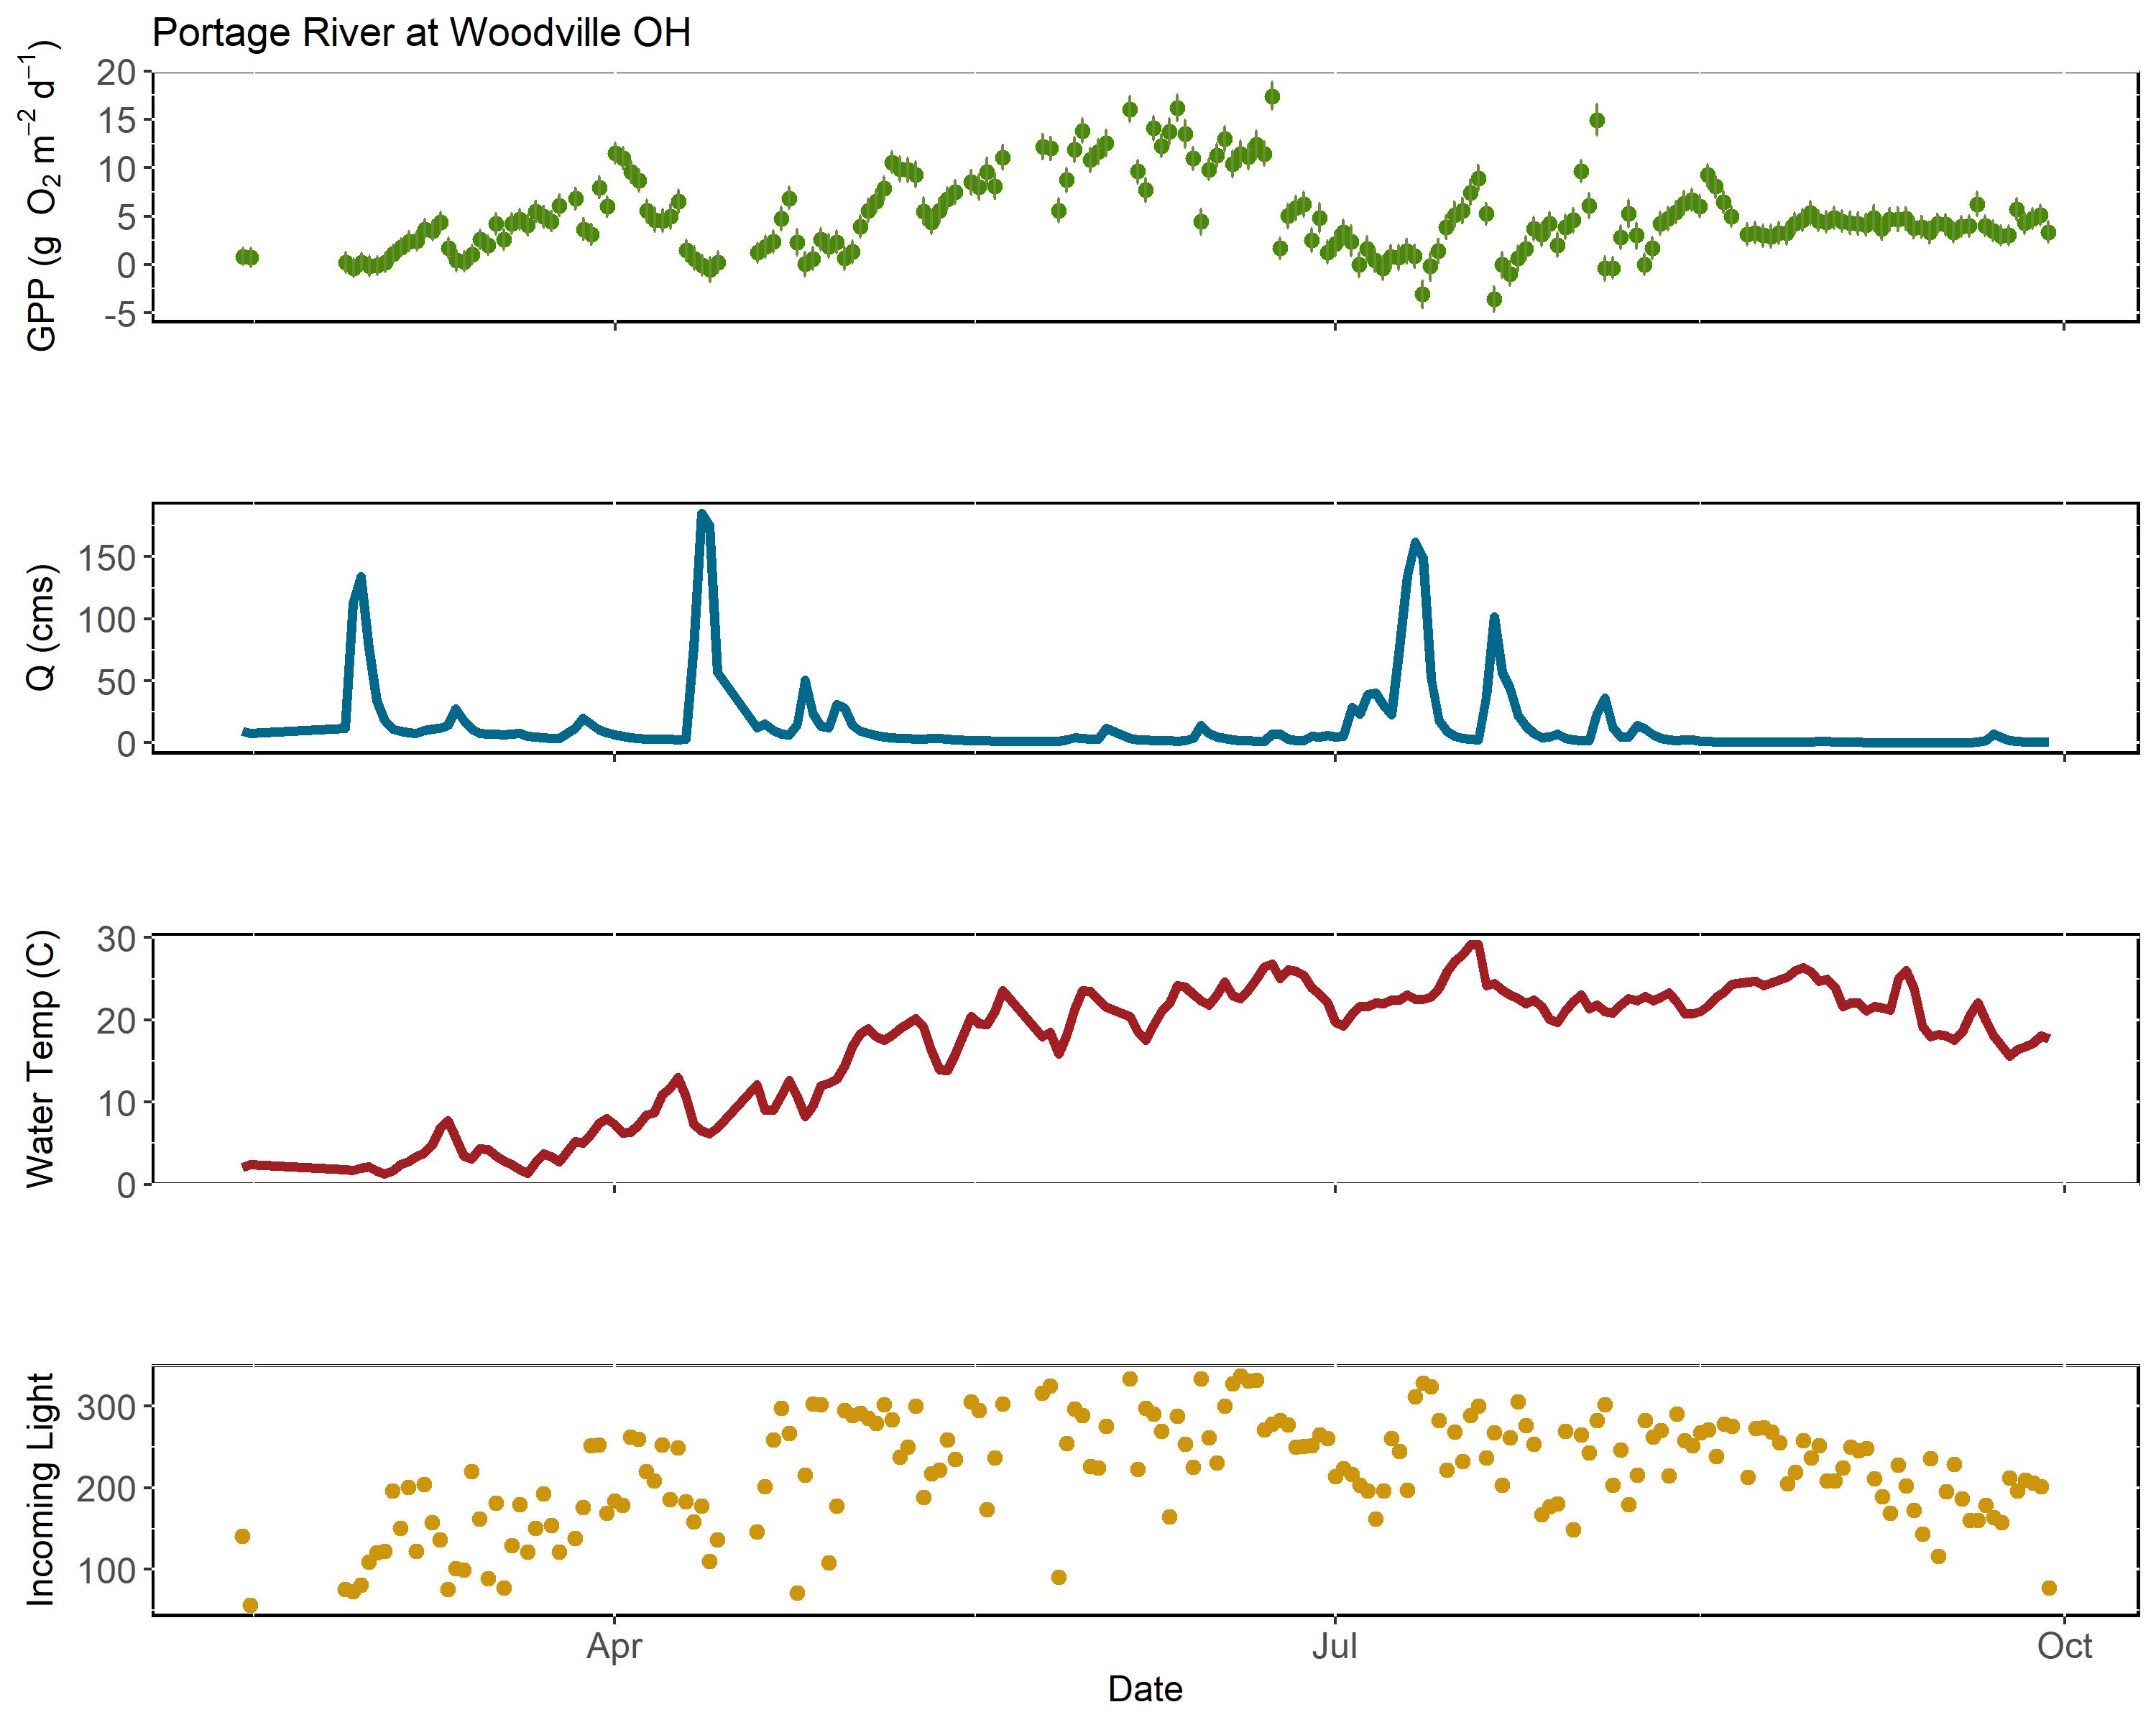 Portage River at Woodville OH
GPP (g O₂ m⁻² d⁻¹)
20
15
10
5
0
-5
Q (cms)
150
100
50
0
Water Temp (C)
30
20
10
0
Incoming Light
300
200
100
Apr Jul Oct
Date